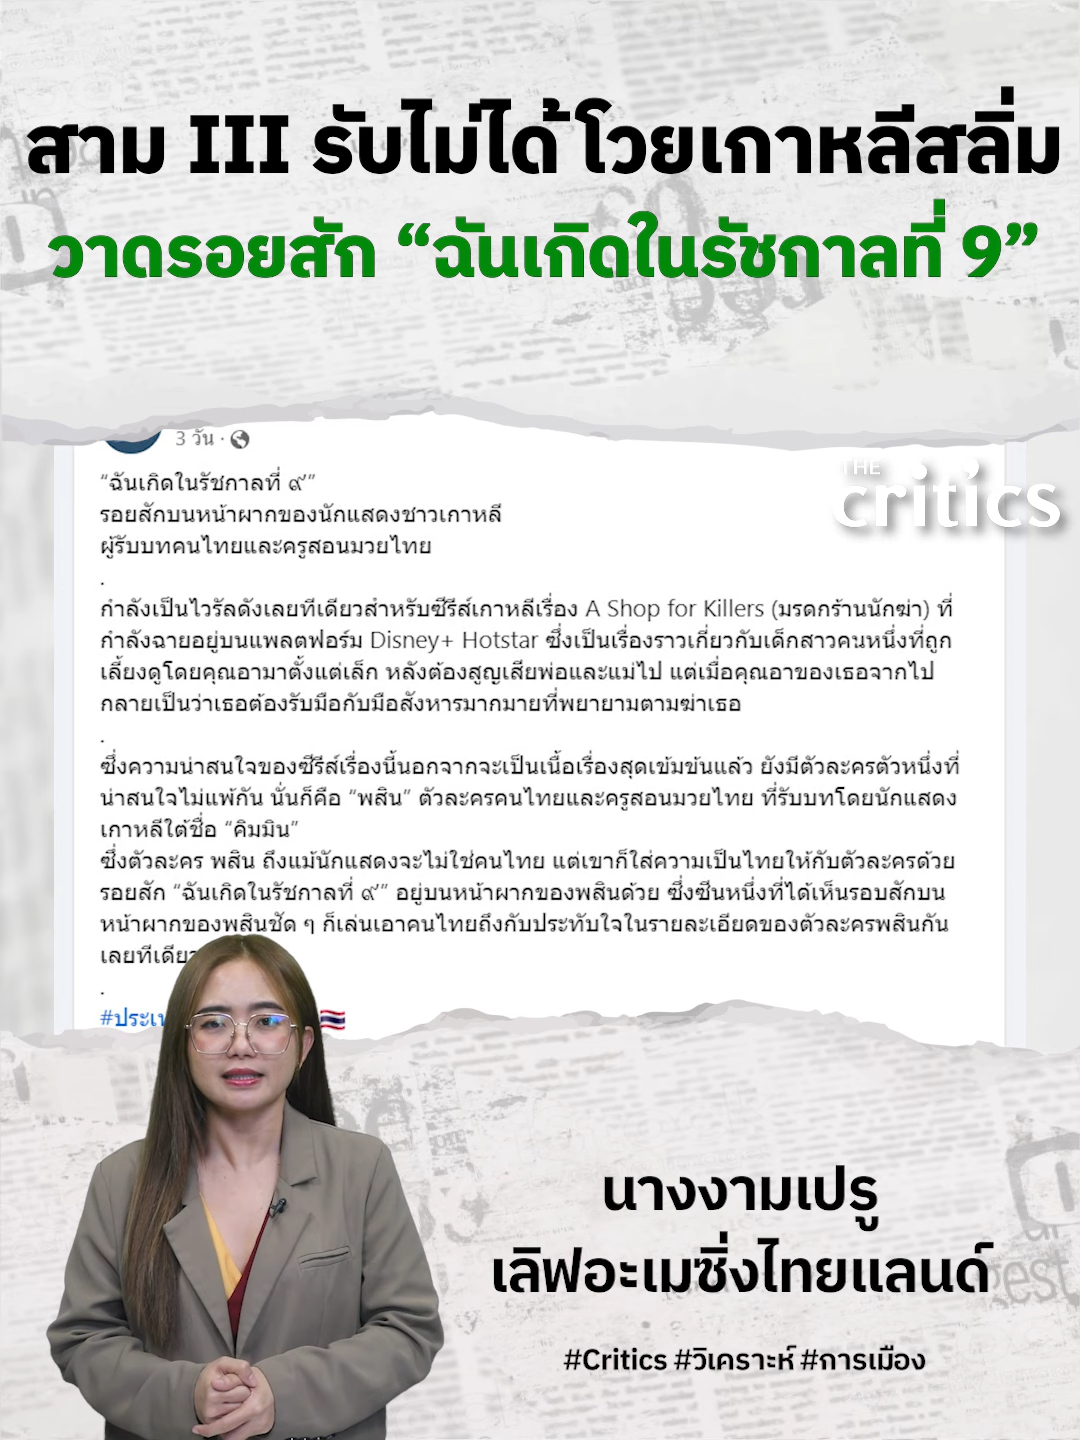 สาม III รับไม่ได้ โวยเกาหลีสลิ่ม
วาดรอยสัก “ฉันเกิดในรัชกาลที่ 9”
3 วัน ·
THE
critics
“ฉันเกิดในรัชกาลที่ ๙”
รอยสักบนหน้าผากของนักแสดงชาวเกาหลี
ผู้รับบทคนไทยและครูสอนมวยไทย
.
กำลังเป็นไวรัลดังเลยทีเดียวสำหรับซีรีส์เกาหลีเรื่อง A Shop for Killers (มรดกร้านนักฆ่า) ที่
กำลังฉายอยู่บนแพลตฟอร์ม Disney+ Hotstar ซึ่งเป็นเรื่องราวเกี่ยวกับเด็กสาวคนหนึ่งที่ถูก
เลี้ยงดูโดยคุณอามาตั้งแต่เล็ก หลังต้องสูญเสียพ่อและแม่ไป แต่เมื่อคุณอาของเธอจากไป
กลายเป็นว่าเธอต้องรับมือกับมือสังหารมากมายที่พยายามตามฆ่าเธอ
.
ซึ่งความน่าสนใจของซีรีส์เรื่องนี้นอกจากจะเป็นเนื้อเรื่องสุดเข้มข้นแล้ว ยังมีตัวละครตัวหนึ่งที่
น่าสนใจไม่แพ้กัน นั่นก็คือ “พสิน” ตัวละครคนไทยและครูสอนมวยไทย ที่รับบทโดยนักแสดง
เกาหลีใต้ชื่อ “คิมมิน”
ซึ่งตัวละคร พสิน ถึงแม้นักแสดงจะไม่ใช่คนไทย แต่เขาก็ใส่ความเป็นไทยให้กับตัวละครด้วย
รอยสัก “ฉันเกิดในรัชกาลที่ ๙” อยู่บนหน้าผากของพสินด้วย ซึ่งซีนหนึ่งที่ได้เห็นรอบสักบน
หน้าผากของพสินชัด ๆ ก็เล่นเอาคนไทยถึงกับประทับใจในรายละเอียดของตัวละครพสินกัน
เลยทีเดียว
.
นางงามเปรู
เลิฟอะเมซิ่งไทยแลนด์
#Critics #วิเคราะห์ #การเมือง